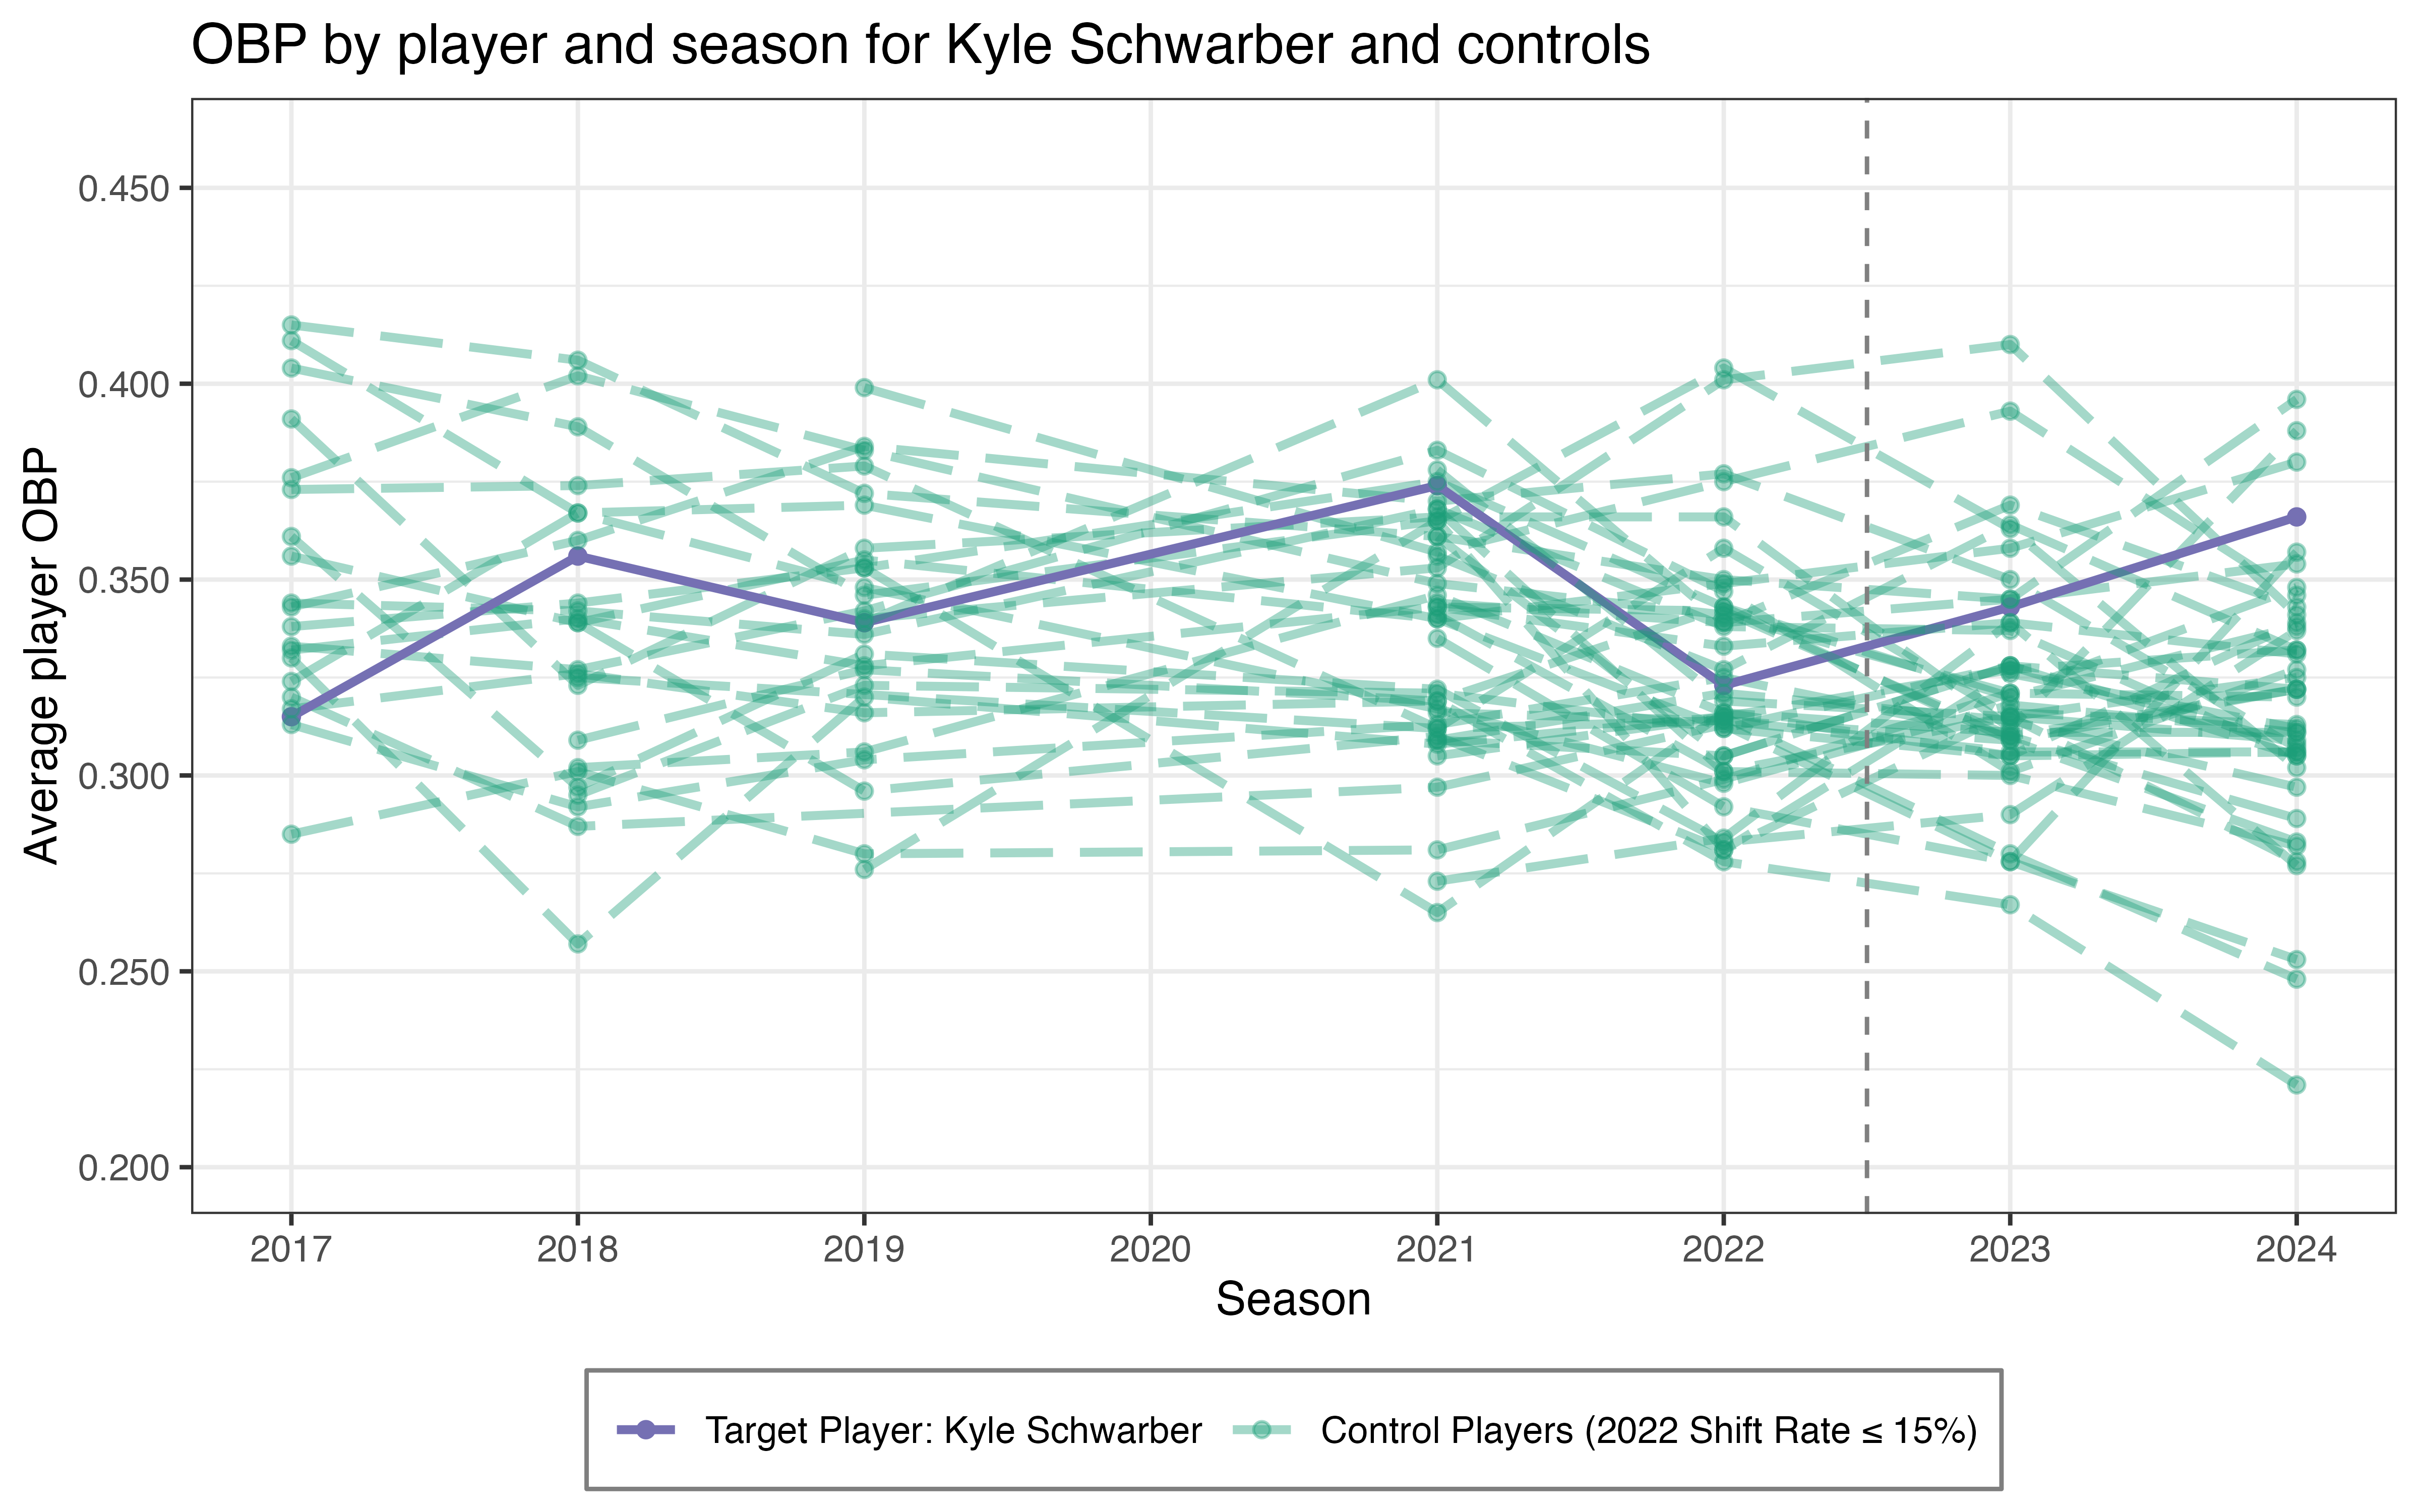 OBP by player and season for Kyle Schwarber and controls
Average player OBP
0.450
0.400
0.350
0.300
0.250
0.200
2017 2018 2019 2020 2021 2022 2023 2024
Season
Target Player: Kyle Schwarber Control Players (2022 Shift Rate ≤ 15%)